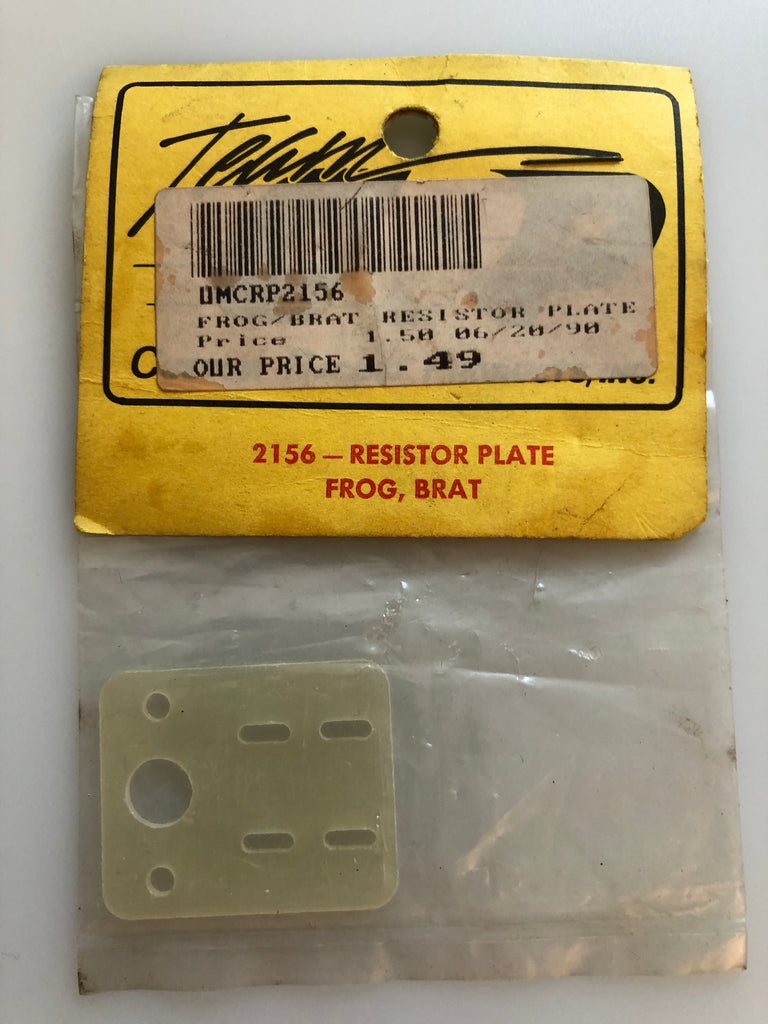 Team
UMCRP2156
FROG/BRAT RESISTOR PLATE
Price 1.50 06/20/90
OUR PRICE 1.49
2156 — RESISTOR PLATE
FROG, BRAT